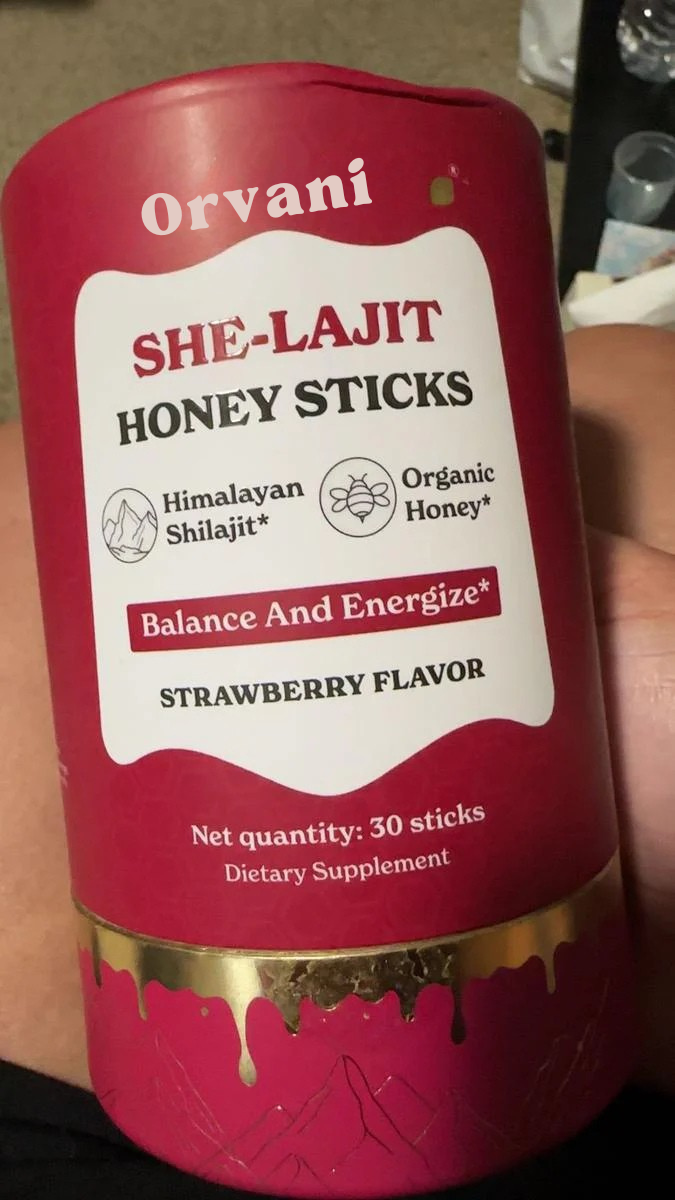 Orvani
SHE-LAJIT
HONEY STICKS
Himalayan
Shilajit*
Organic
Honey*
Balance And Energize*
STRAWBERRY FLAVOR
Net quantity: 30 sticks
Dietary Supplement